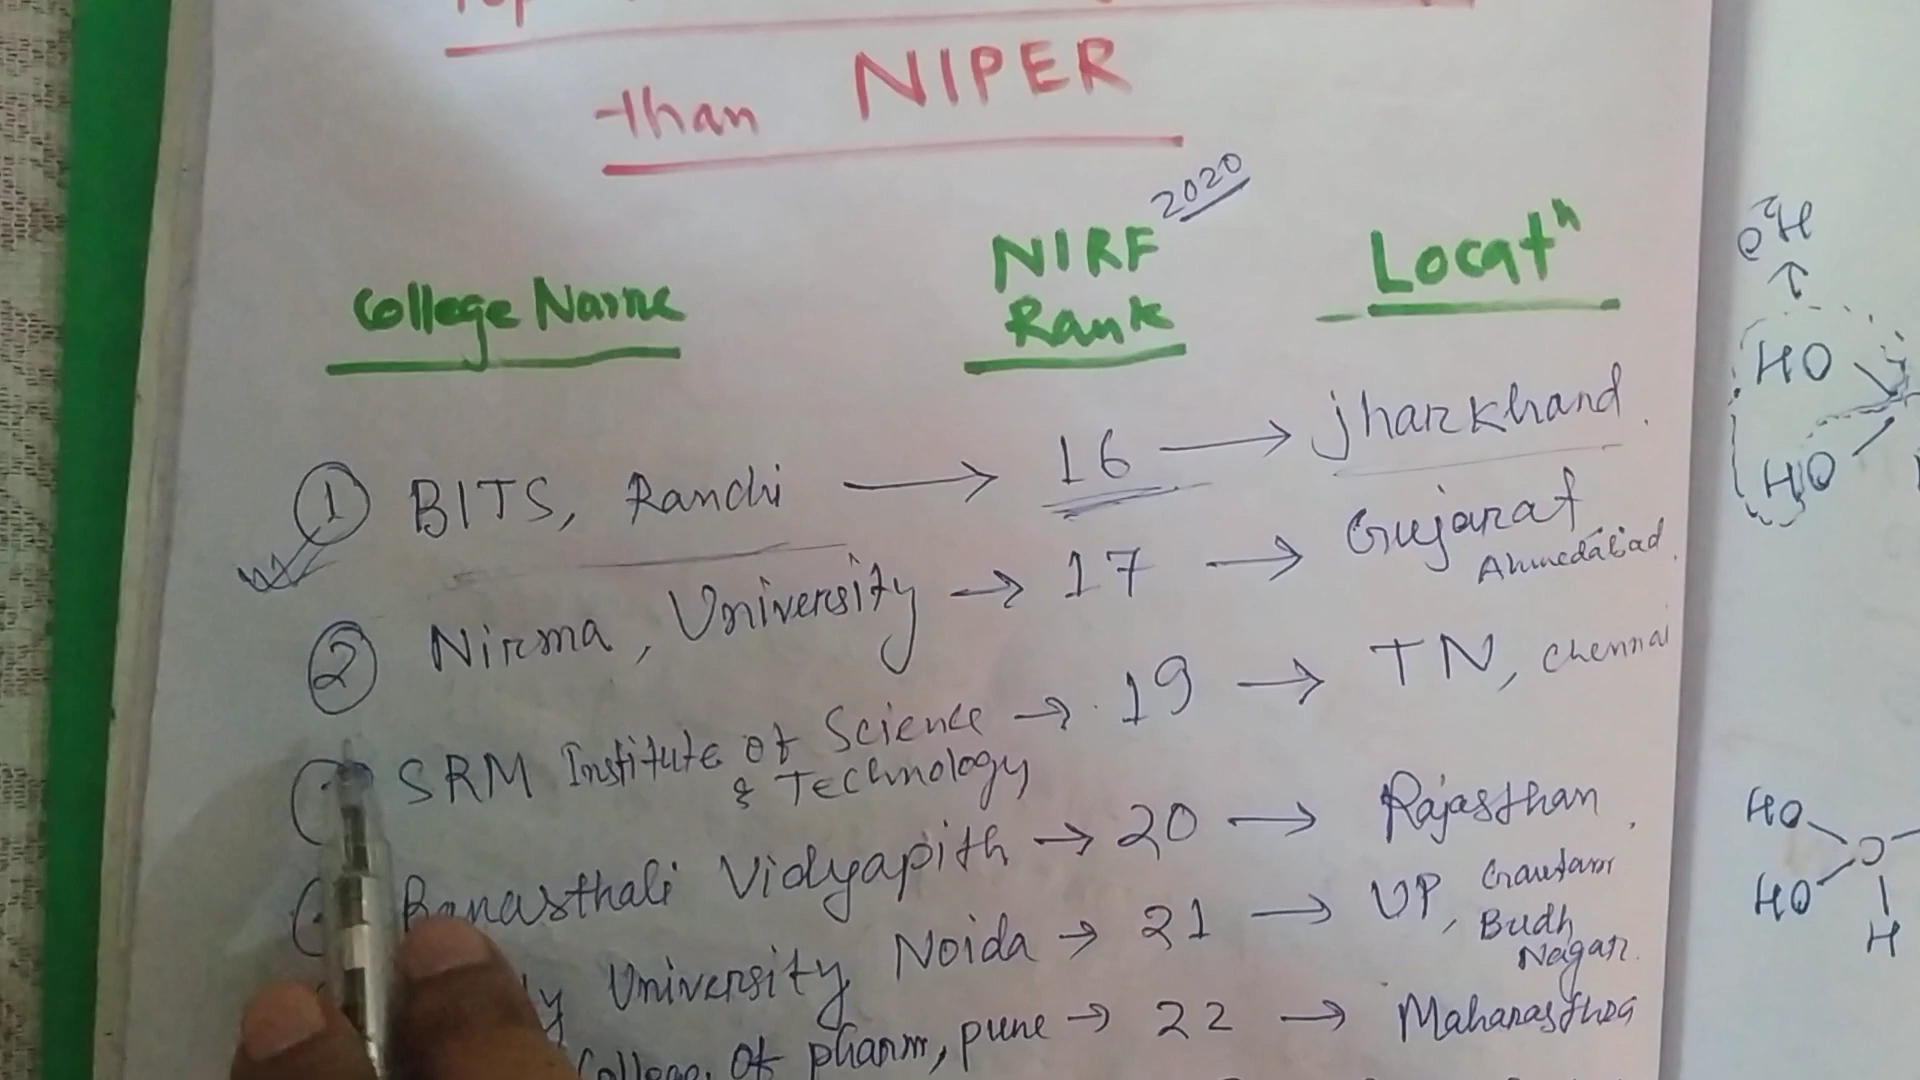 than NIPER
2020
College Name NIRF Rank Locatⁿ
① BITS, Ranchi → 16 → Jharkhand.
② Nirma, University → 17 → Gujarat Ahmedabad.
SRM Institute of Science & Technology → 19 → TN, Chennai
Banasthali Vidyapith → 20 → Rajasthan,
University Noida → 21 → UP, Gautam Budh Nagar.
College of pharm, pune → 22 → Maharasthra
H₂O
HO
HO
HO
HO
H